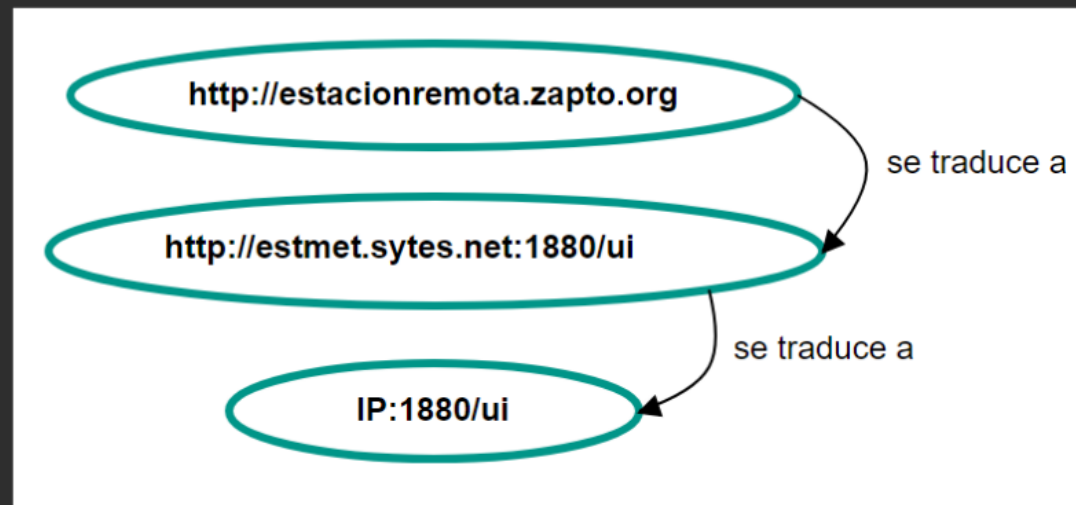 http://estacionremota.zapto.org
se traduce a
http://estmet.sytes.net:1880/ui
se traduce a
IP:1880/ui